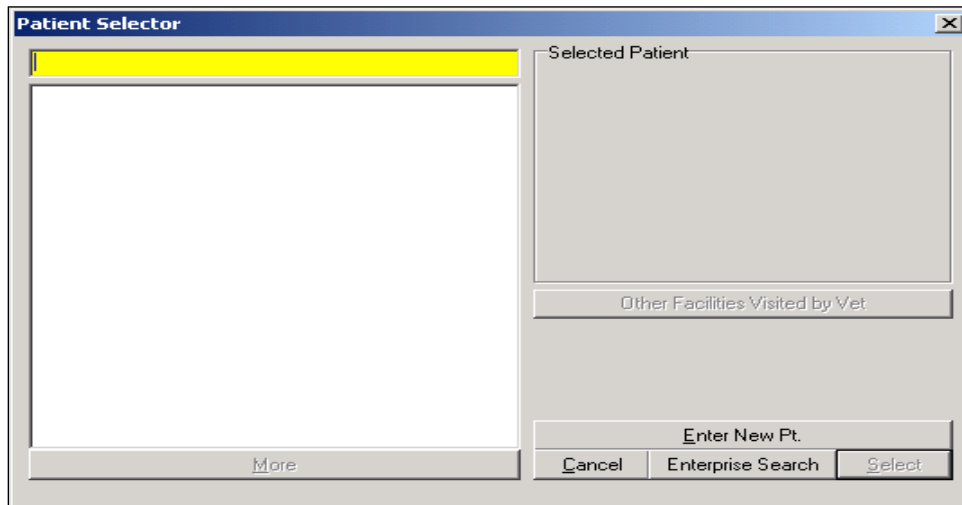 Patient Selector
Selected Patient
Other Facilities Visited by Vet
Enter New Pt.
More
Cancel
Enterprise Search
Select